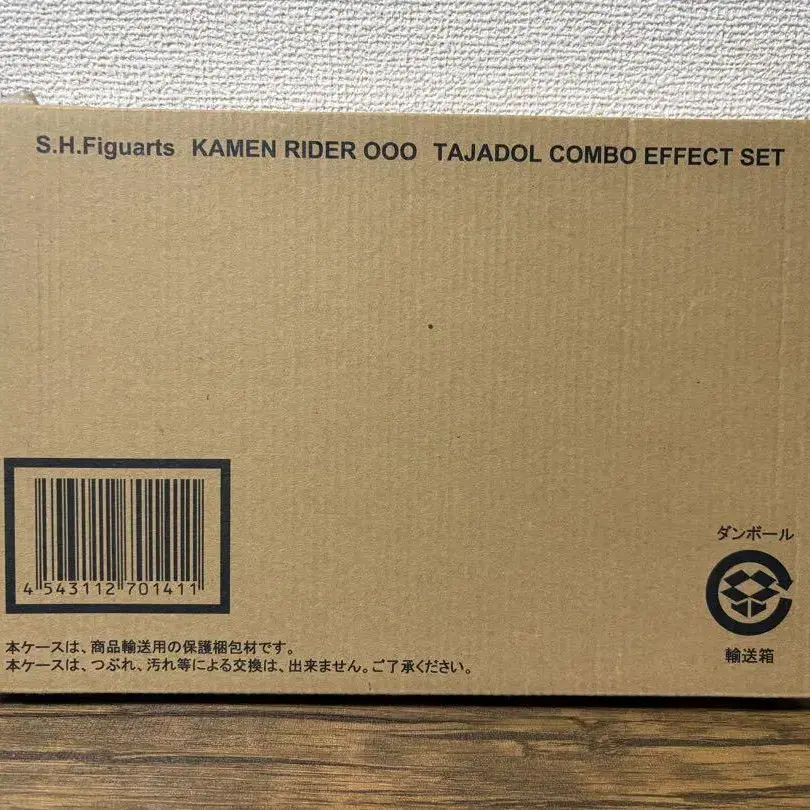 S.H.Figuarts KAMEN RIDER OOO TAJADOL COMBO EFFECT SET
4 543112 701411
ダンボール
輸送箱
本ケースは、商品輸送用の保護梱包材です。
本ケースは、つぶれ、汚れ等による交換は、出来ません。ご了承ください。